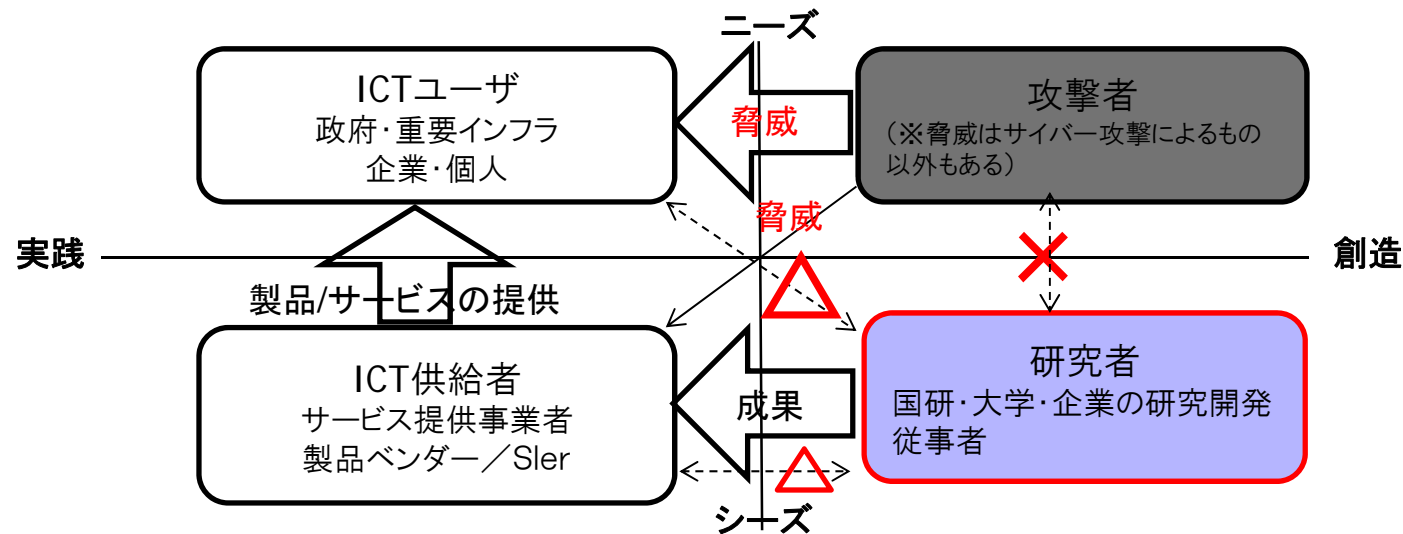 ニーズ
ICTユーザ
政府・重要インフラ
企業・個人
脅威
攻撃者
(※脅威はサイバー攻撃によるもの
以外もある)
脅威
実践
創造
製品/サービスの提供
ICT供給者
サービス提供事業者
製品ベンダー／SIer
成果
研究者
国研・大学・企業の研究開発
従事者
シーズ